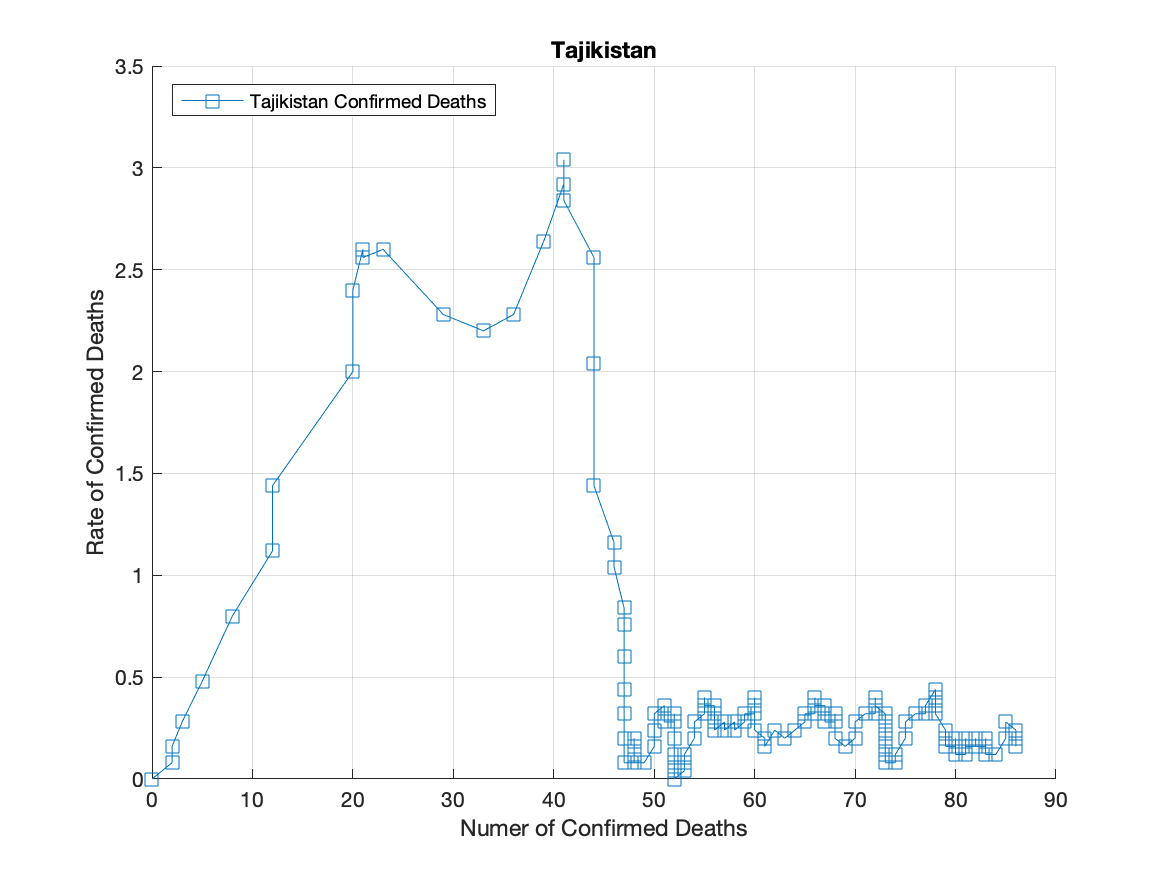 Tajikistan
Tajikistan Confirmed Deaths
Rate of Confirmed Deaths
3.5
3
2.5
2
1.5
1
0.5
0
0 10 20 30 40 50 60 70 80 90
Numer of Confirmed Deaths